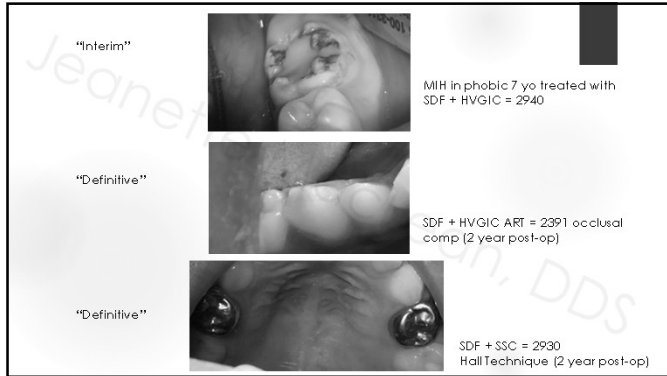 “Interim”
MIH in phobic 7 yo treated with
SDF + HVGIC = 2940
“Definitive”
SDF + HVGIC ART = 2391 occlusal
comp (2 year post-op)
“Definitive”
SDF + SSC = 2930
Hall Technique (2 year post-op)